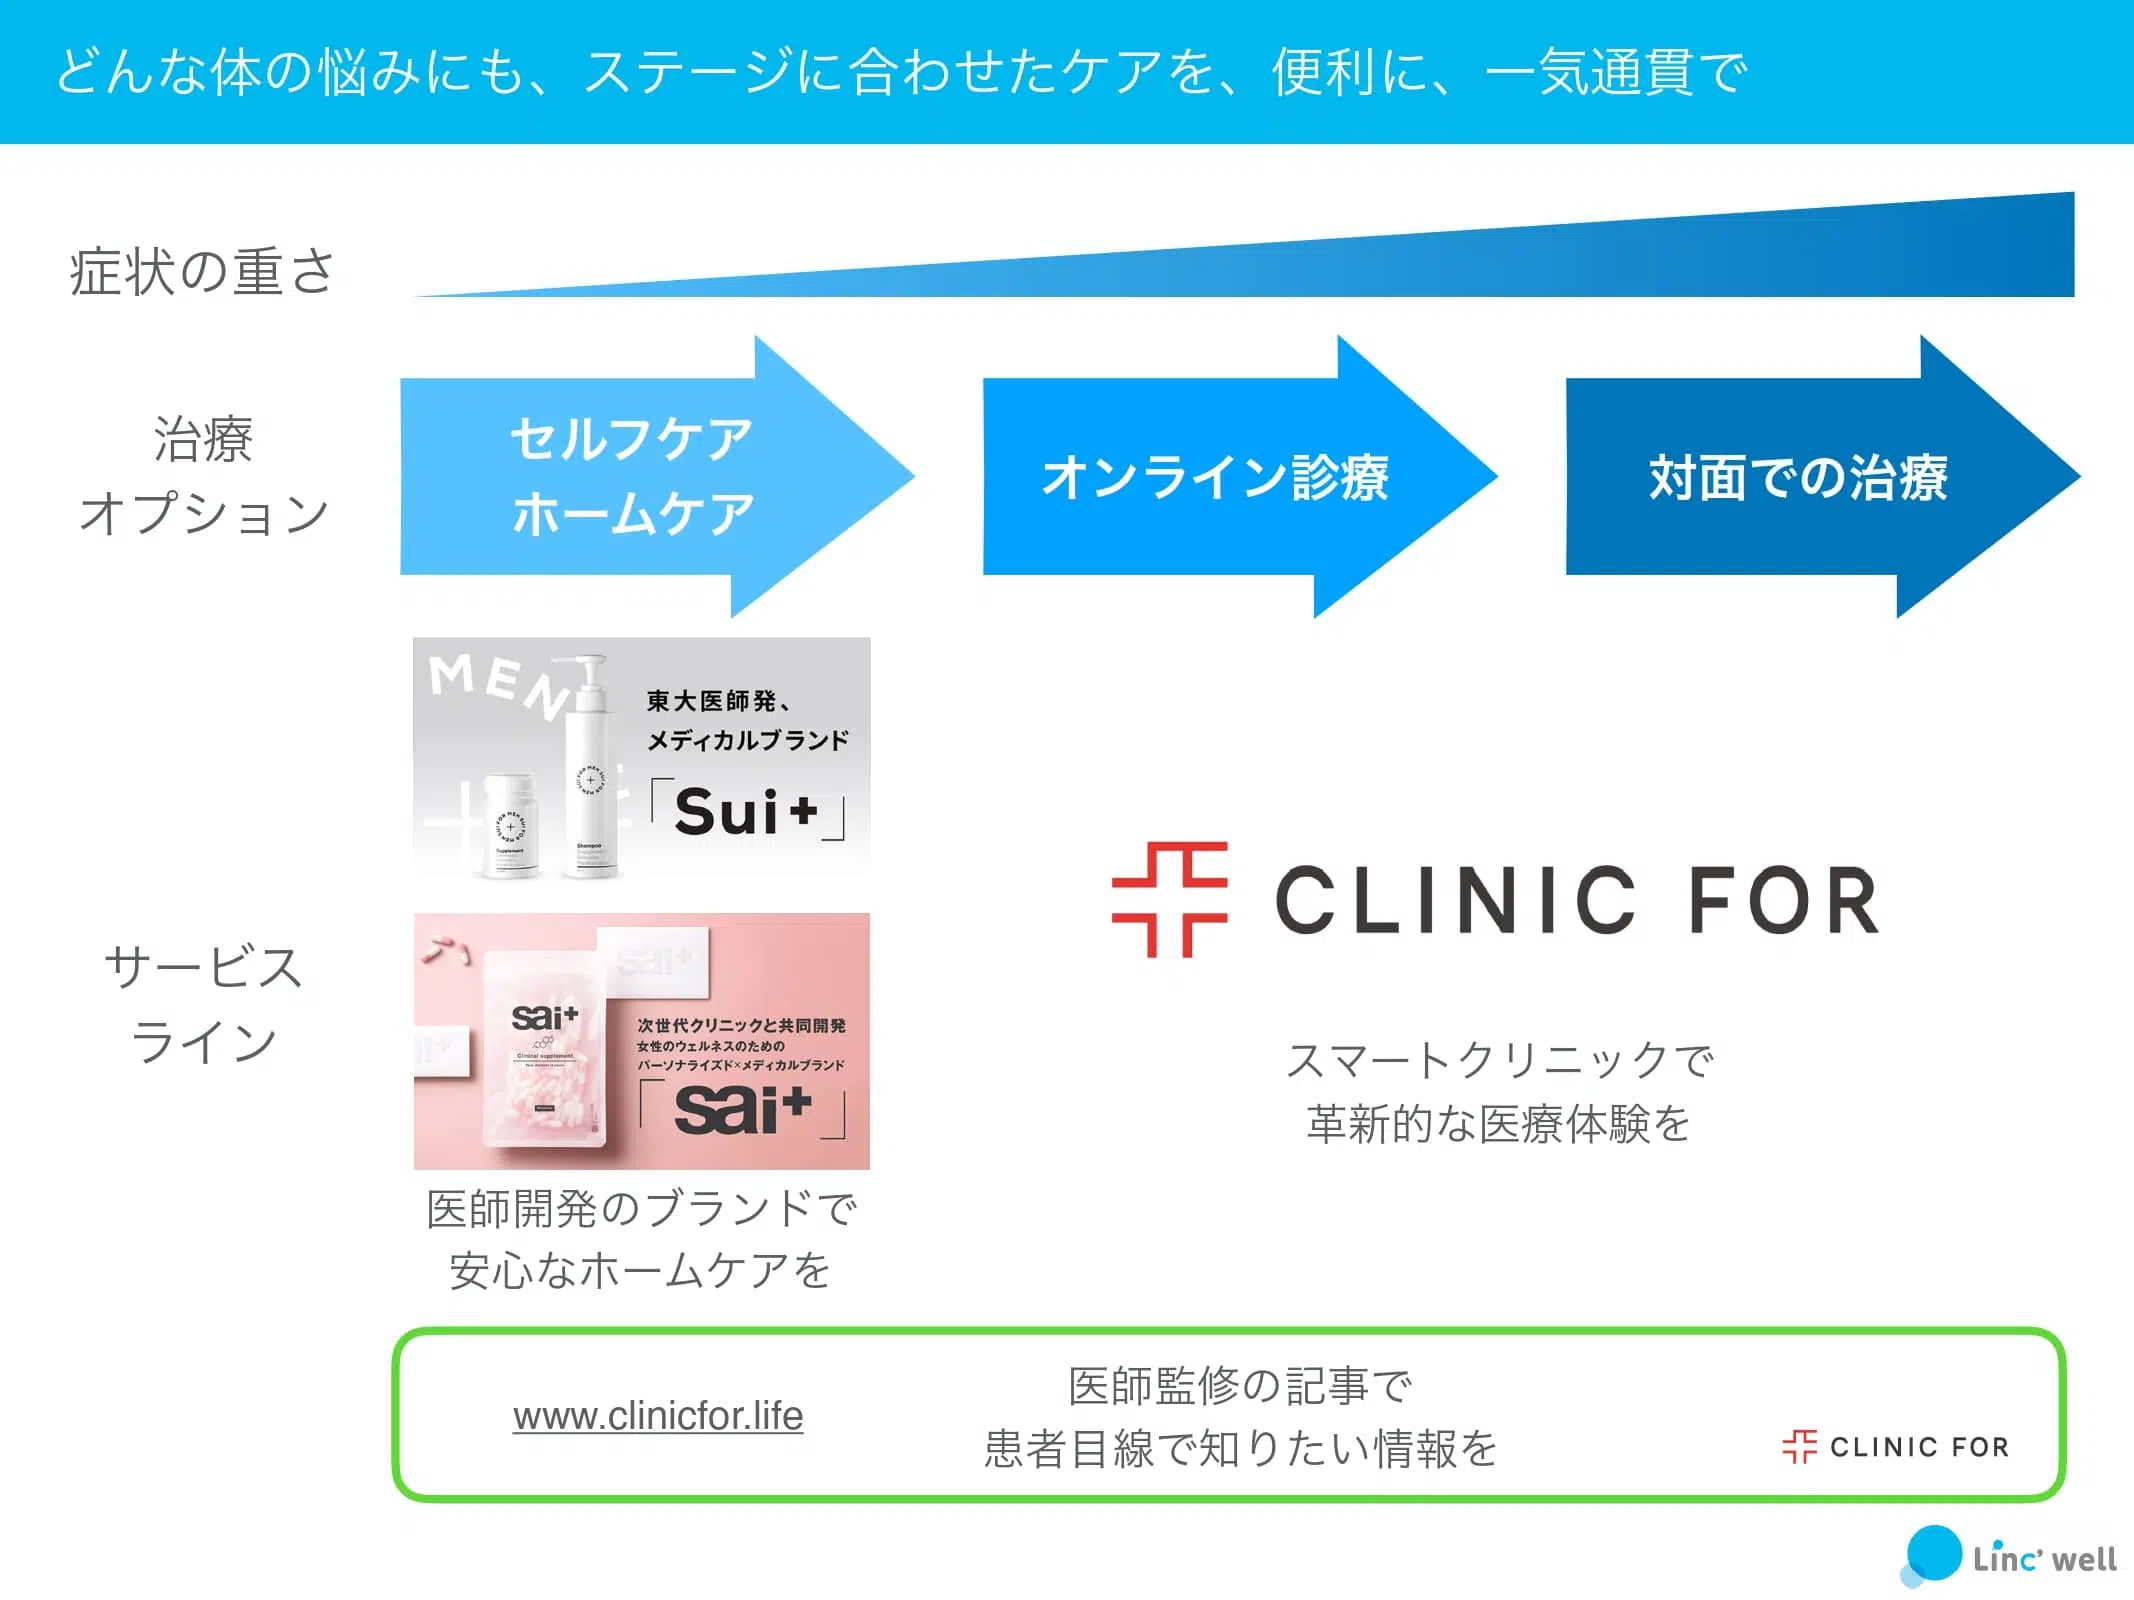 どんな体の悩みにも、ステージに合わせたケアを、便利に、一気通貫で
症状の重さ
治療
オプション
セルフケア
ホームケア
オンライン診療
対面での治療
サービス
ライン
MEN
東大医師発、
メディカルブランド
「Sui+」
Supplement
Shampoo
sai+
sai+
Clinical supplement
次世代クリニックと共同開発
女性のウェルネスのための
パーソナライズド×メディカルブランド
「sai+」
医師開発のブランドで
安心なホームケアを
CLINIC FOR
スマートクリニックで
革新的な医療体験を
www.clinicfor.life
医師監修の記事で
患者目線で知りたい情報を
CLINIC FOR
Linc' well